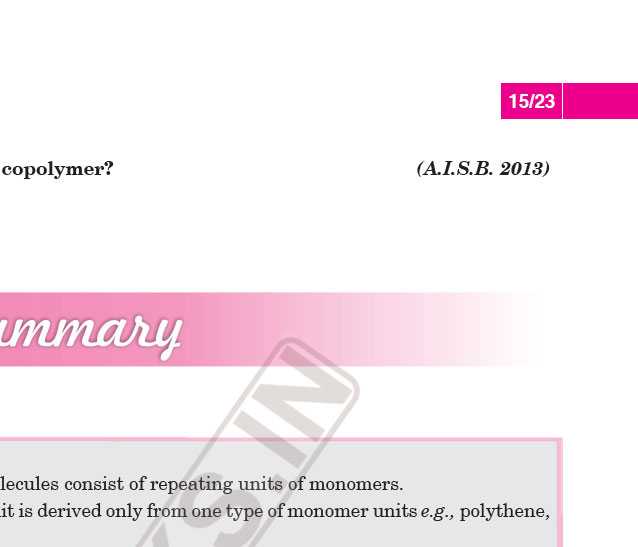 15/23
copolymer? (A.I.S.B. 2013)
ummary
lecules consist of repeating units of monomers.
it is derived only from one type of monomer units e.g., polythene,
S.IN